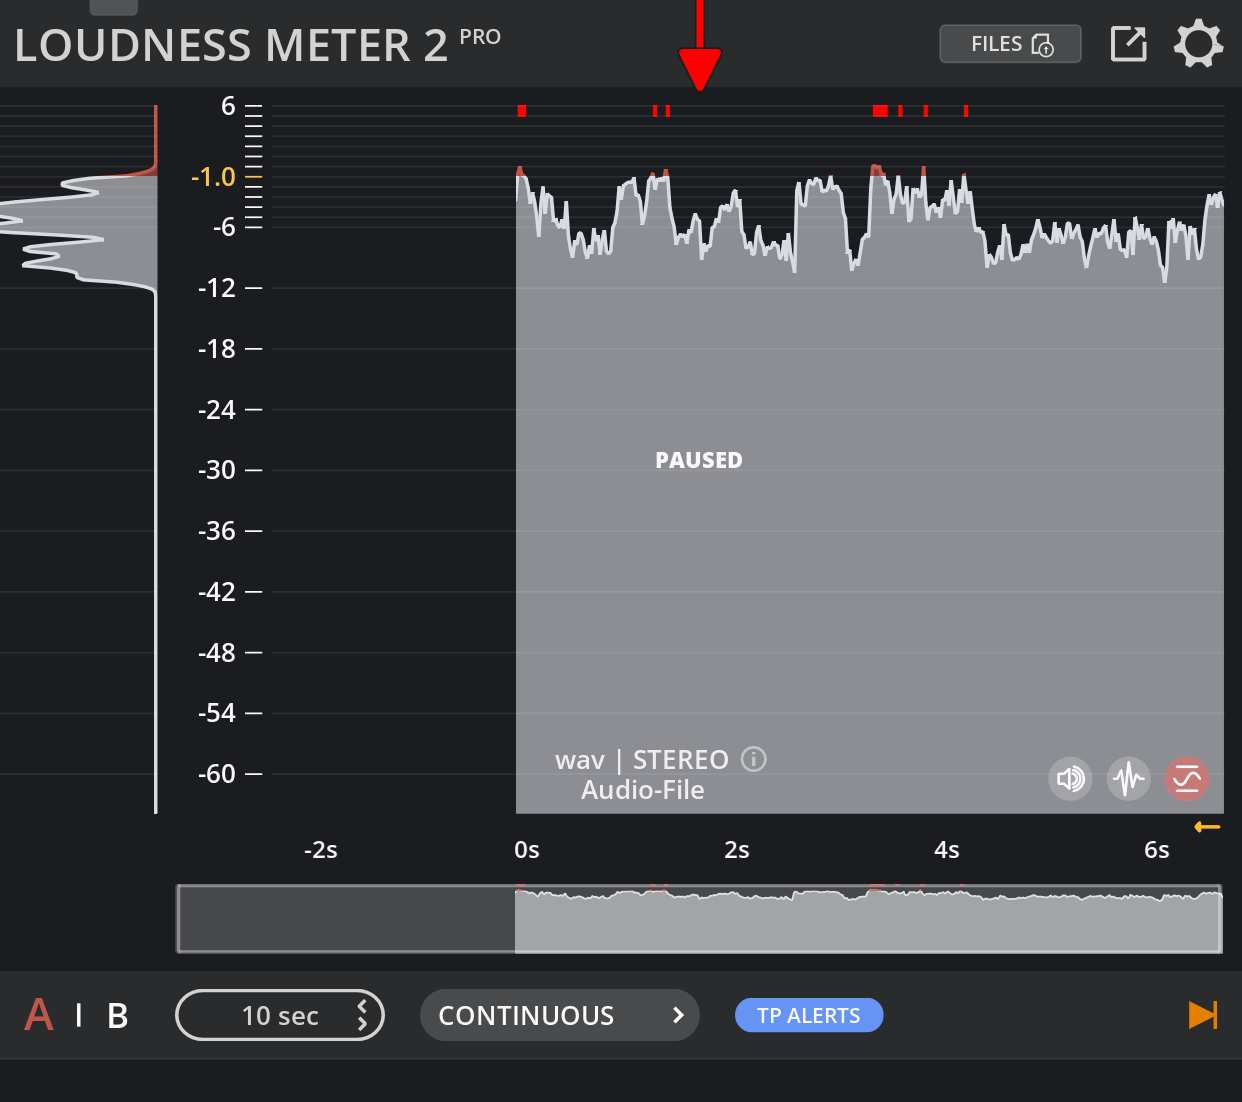 LOUDNESS METER 2 PRO
FILES
6
-1.0
-6
-12
-18
-24
-30
PAUSED
-36
-42
-48
-54
-60
wav | STEREO
Audio-File
-2s 0s 2s 4s 6s
A | B 10 sec CONTINUOUS TP ALERTS